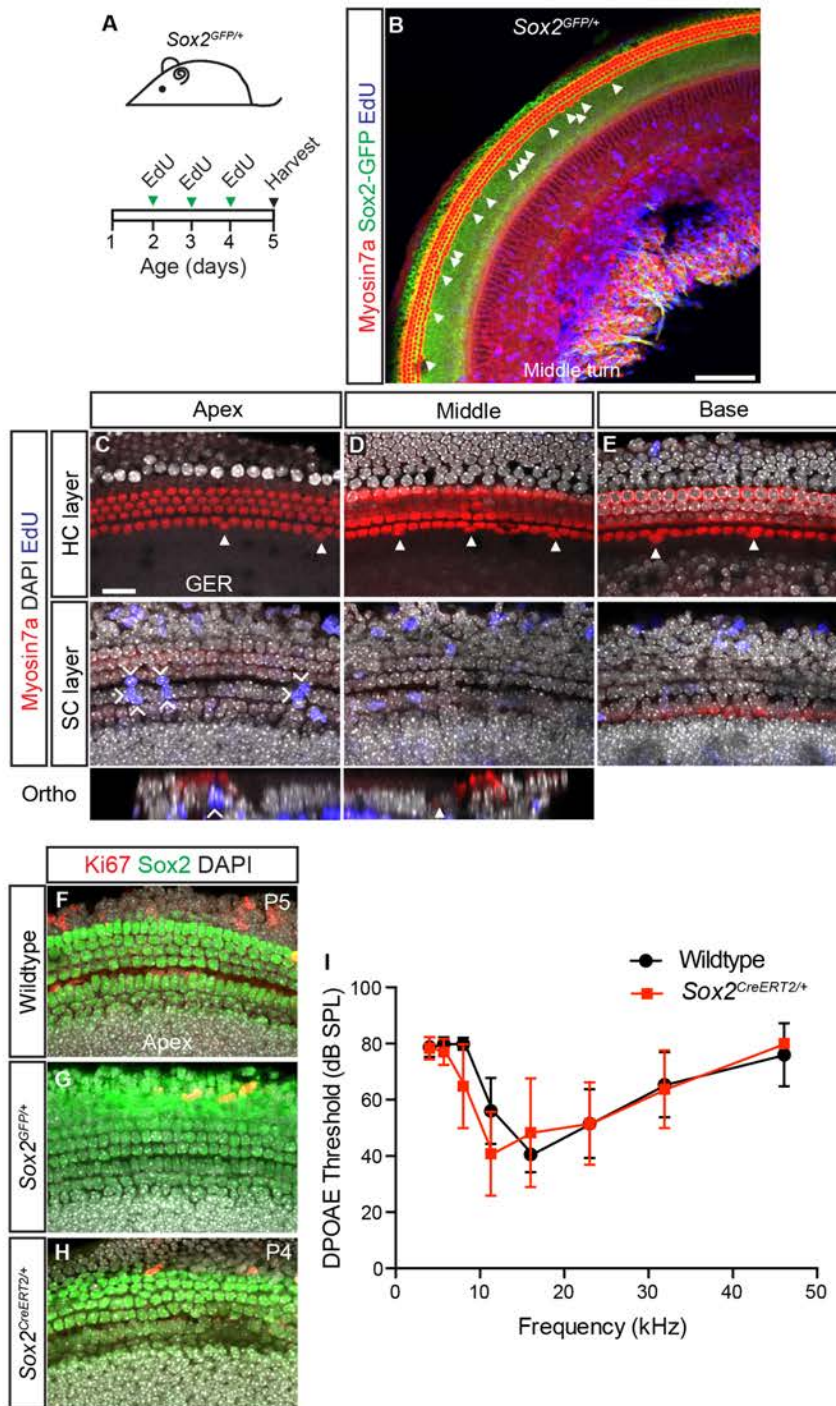 A
Sox2GFP/+
EdU EdU EdU Harvest
1 2 3 4 5
Age (days)
B
Sox2GFP/+
Myosin7a Sox2-GFP EdU
Middle turn
Apex Middle Base
Myosin7a DAPI EdU
HC layer
C D E
GER
SC layer
Ortho
Ki67 Sox2 DAPI
Wildtype
F P5
Apex
Sox2GFP/+
G
Sox2CreERT2/+
H P4
I
Wildtype
Sox2CreERT2/+
DPOAE Threshold (dB SPL)
100
80
60
40
20
0
0 10 20 30 40 50
Frequency (kHz)